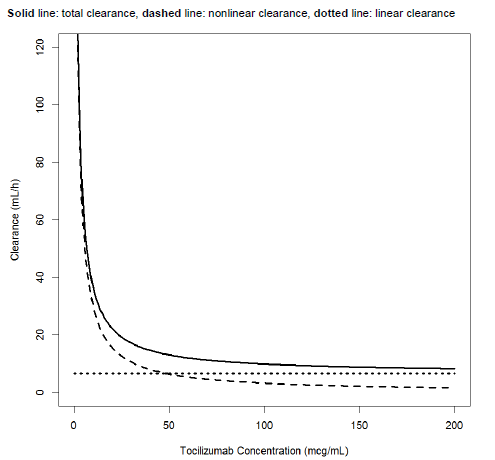 Solid line: total clearance, dashed line: nonlinear clearance, dotted line: linear clearance
120
100
80
60
40
20
0
Clearance (mL/h)
0 50 100 150 200
Tocilizumab Concentration (mcg/mL)